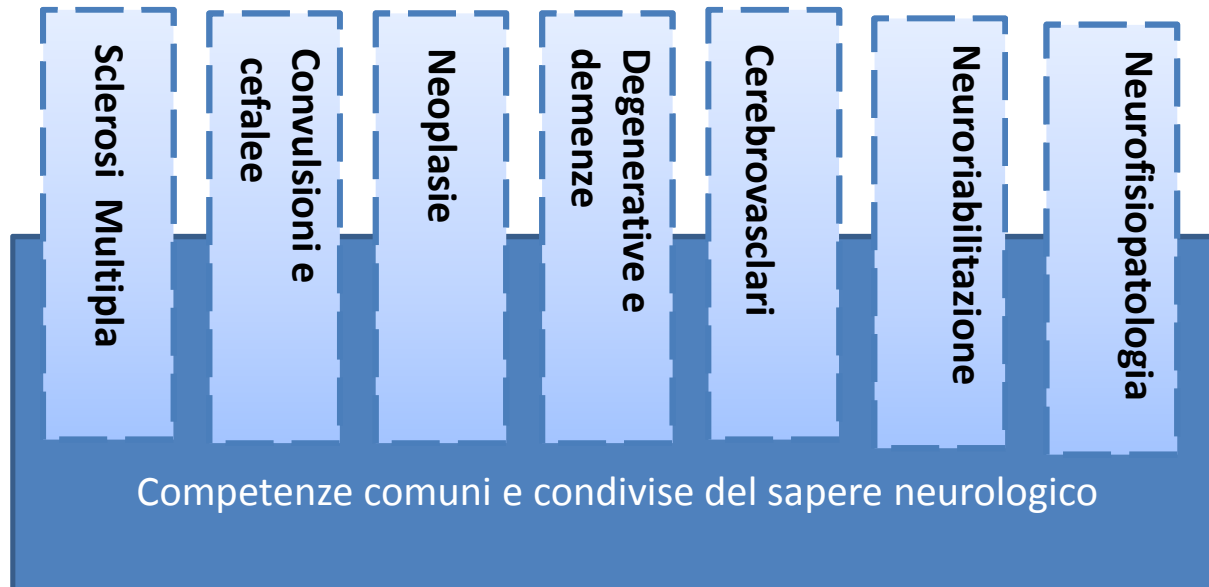 Sclerosi Multipla
Convulsioni e
cefalee
Neoplasie
Degenerative e
demenze
Cerebrovasclari
Neuroriabilitazione
Neurofisiopatologia
Competenze comuni e condivise del sapere neurologico